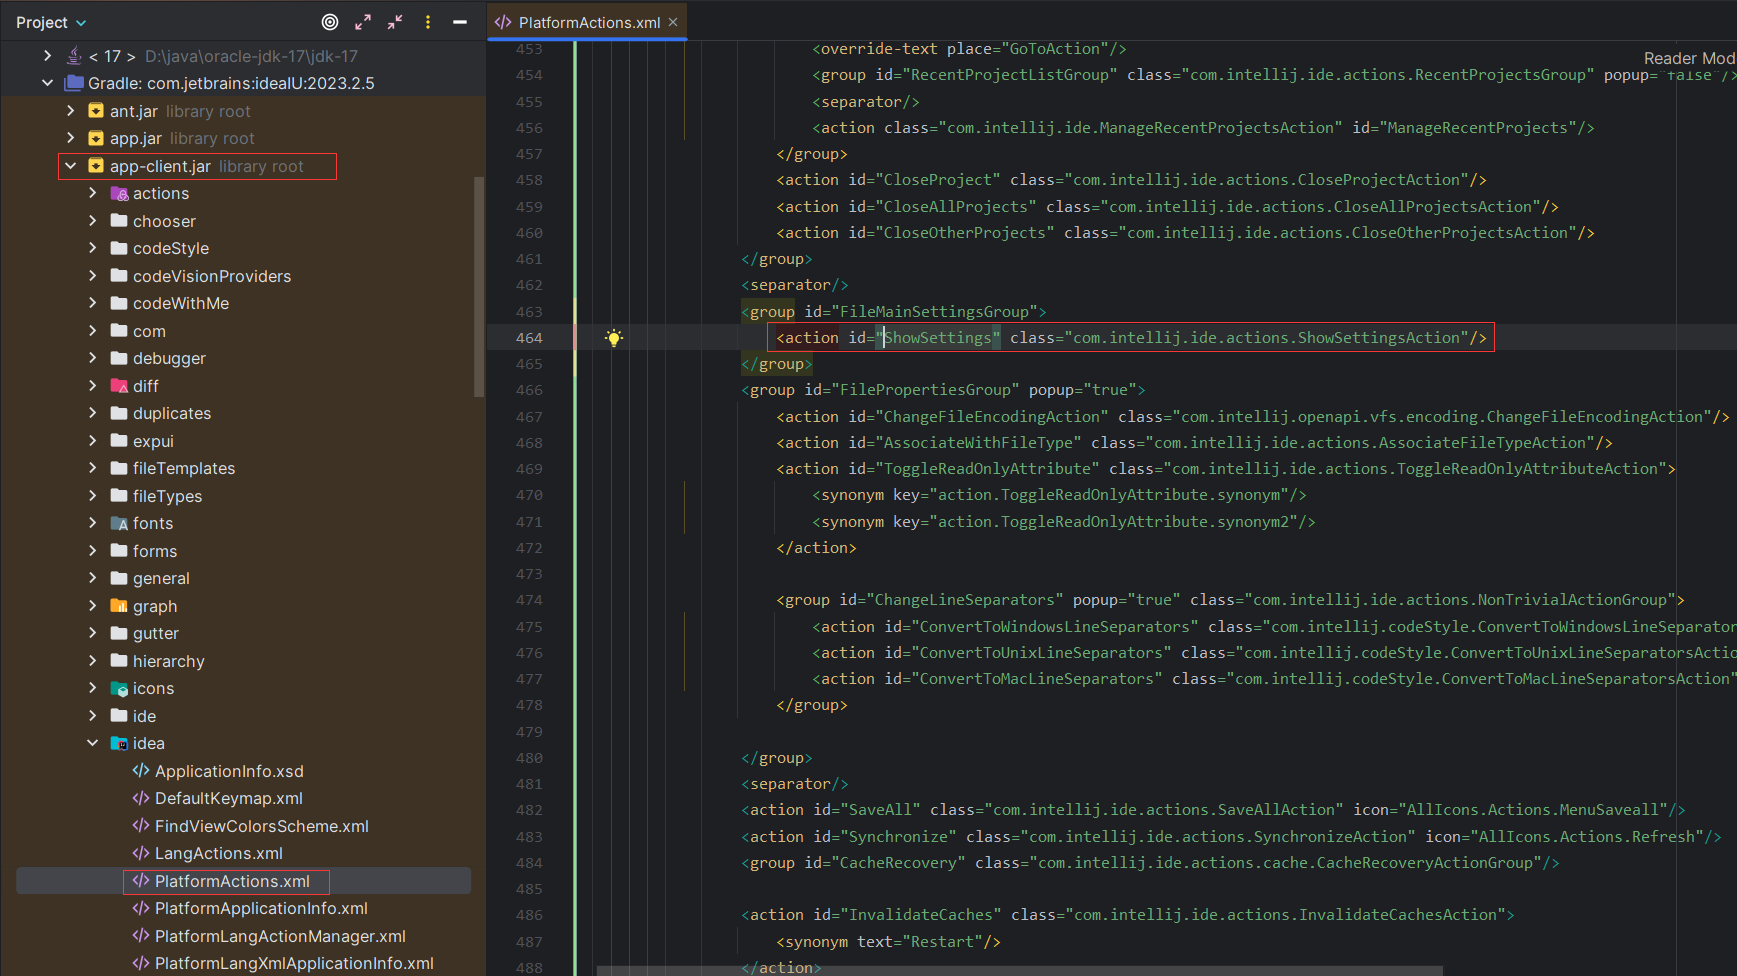 Project
PlatformActions.xml
< 17 > D:\java\oracle-jdk-17\jdk-17
Gradle: com.jetbrains:ideaIU:2023.2.5
ant.jar library root
app.jar library root
app-client.jar library root
actions
chooser
codeStyle
codeVisionProviders
codeWithMe
com
debugger
diff
duplicates
expui
fileTemplates
fileTypes
fonts
forms
general
graph
gutter
hierarchy
icons
ide
idea
ApplicationInfo.xsd
DefaultKeymap.xml
FindViewColorsScheme.xml
LangActions.xml
PlatformActions.xml
PlatformApplicationInfo.xml
PlatformLangActionManager.xml
PlatformLangXmlApplicationInfo.xml
Reader Mod
453 <override-text place="GoToAction"/>
454 <group id="RecentProjectListGroup" class="com.intellij.ide.actions.RecentProjectsGroup" popup="false"/>
455 <separator/>
456 <action class="com.intellij.ide.ManageRecentProjectsAction" id="ManageRecentProjects"/>
457 </group>
458 <action id="CloseProject" class="com.intellij.ide.actions.CloseProjectAction"/>
459 <action id="CloseAllProjects" class="com.intellij.ide.actions.CloseAllProjectsAction"/>
460 <action id="CloseOtherProjects" class="com.intellij.ide.actions.CloseOtherProjectsAction"/>
461 </group>
462 <separator/>
463 <group id="FileMainSettingsGroup">
464 <action id="ShowSettings" class="com.intellij.ide.actions.ShowSettingsAction"/>
465 </group>
466 <group id="FilePropertiesGroup" popup="true">
467 <action id="ChangeFileEncodingAction" class="com.intellij.openapi.vfs.encoding.ChangeFileEncodingAction"/>
468 <action id="AssociateWithFileType" class="com.intellij.ide.actions.AssociateFileTypeAction"/>
469 <action id="ToggleReadOnlyAttribute" class="com.intellij.ide.actions.ToggleReadOnlyAttributeAction">
470 <synonym key="action.ToggleReadOnlyAttribute.synonym"/>
471 <synonym key="action.ToggleReadOnlyAttribute.synonym2"/>
472 </action>
473
474 <group id="ChangeLineSeparators" popup="true" class="com.intellij.ide.actions.NonTrivialActionGroup">
475 <action id="ConvertToWindowsLineSeparators" class="com.intellij.codeStyle.ConvertToWindowsLineSeparator
476 <action id="ConvertToUnixLineSeparators" class="com.intellij.codeStyle.ConvertToUnixLineSeparatorsActio
477 <action id="ConvertToMacLineSeparators" class="com.intellij.codeStyle.ConvertToMacLineSeparatorsAction"
478 </group>
479
480 </group>
481 <separator/>
482 <action id="SaveAll" class="com.intellij.ide.actions.SaveAllAction" icon="AllIcons.Actions.MenuSaveall"/>
483 <action id="Synchronize" class="com.intellij.ide.actions.SynchronizeAction" icon="AllIcons.Actions.Refresh"/>
484 <group id="CacheRecovery" class="com.intellij.ide.actions.cache.CacheRecoveryActionGroup"/>
485
486 <action id="InvalidateCaches" class="com.intellij.ide.actions.InvalidateCachesAction">
487 <synonym text="Restart"/>
488 </action>